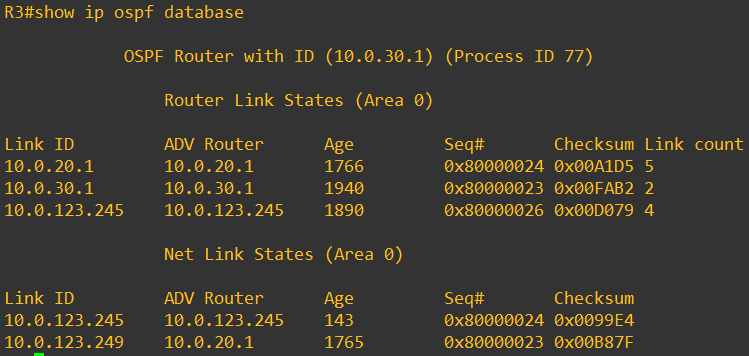 R3#show ip ospf database
OSPF Router with ID (10.0.30.1) (Process ID 77)
Router Link States (Area 0)
Link ID ADV Router Age Seq# Checksum Link count
10.0.20.1 10.0.20.1 1766 0x80000024 0x00A1D5 5
10.0.30.1 10.0.30.1 1940 0x80000023 0x00FAB2 2
10.0.123.245 10.0.123.245 1890 0x80000026 0x00D079 4
Net Link States (Area 0)
Link ID ADV Router Age Seq# Checksum
10.0.123.245 10.0.123.245 143 0x80000024 0x0099E4
10.0.123.249 10.0.20.1 1765 0x80000023 0x00B87F